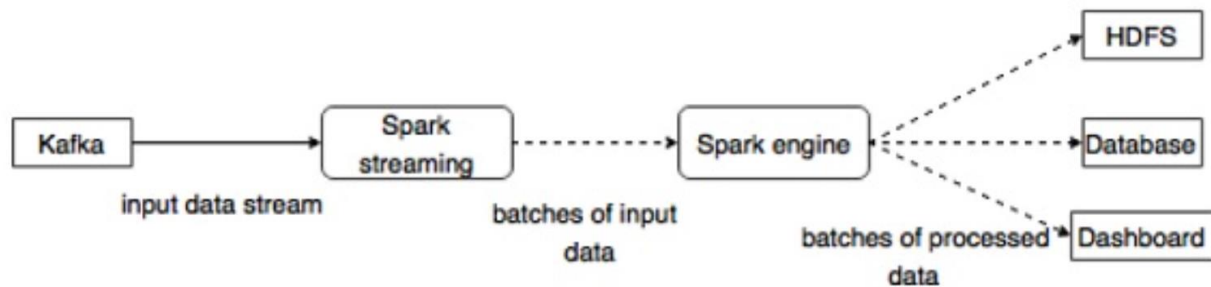 Kafka
input data stream
Spark
streaming
batches of input
data
Spark engine
batches of processed
data
HDFS
Database
Dashboard